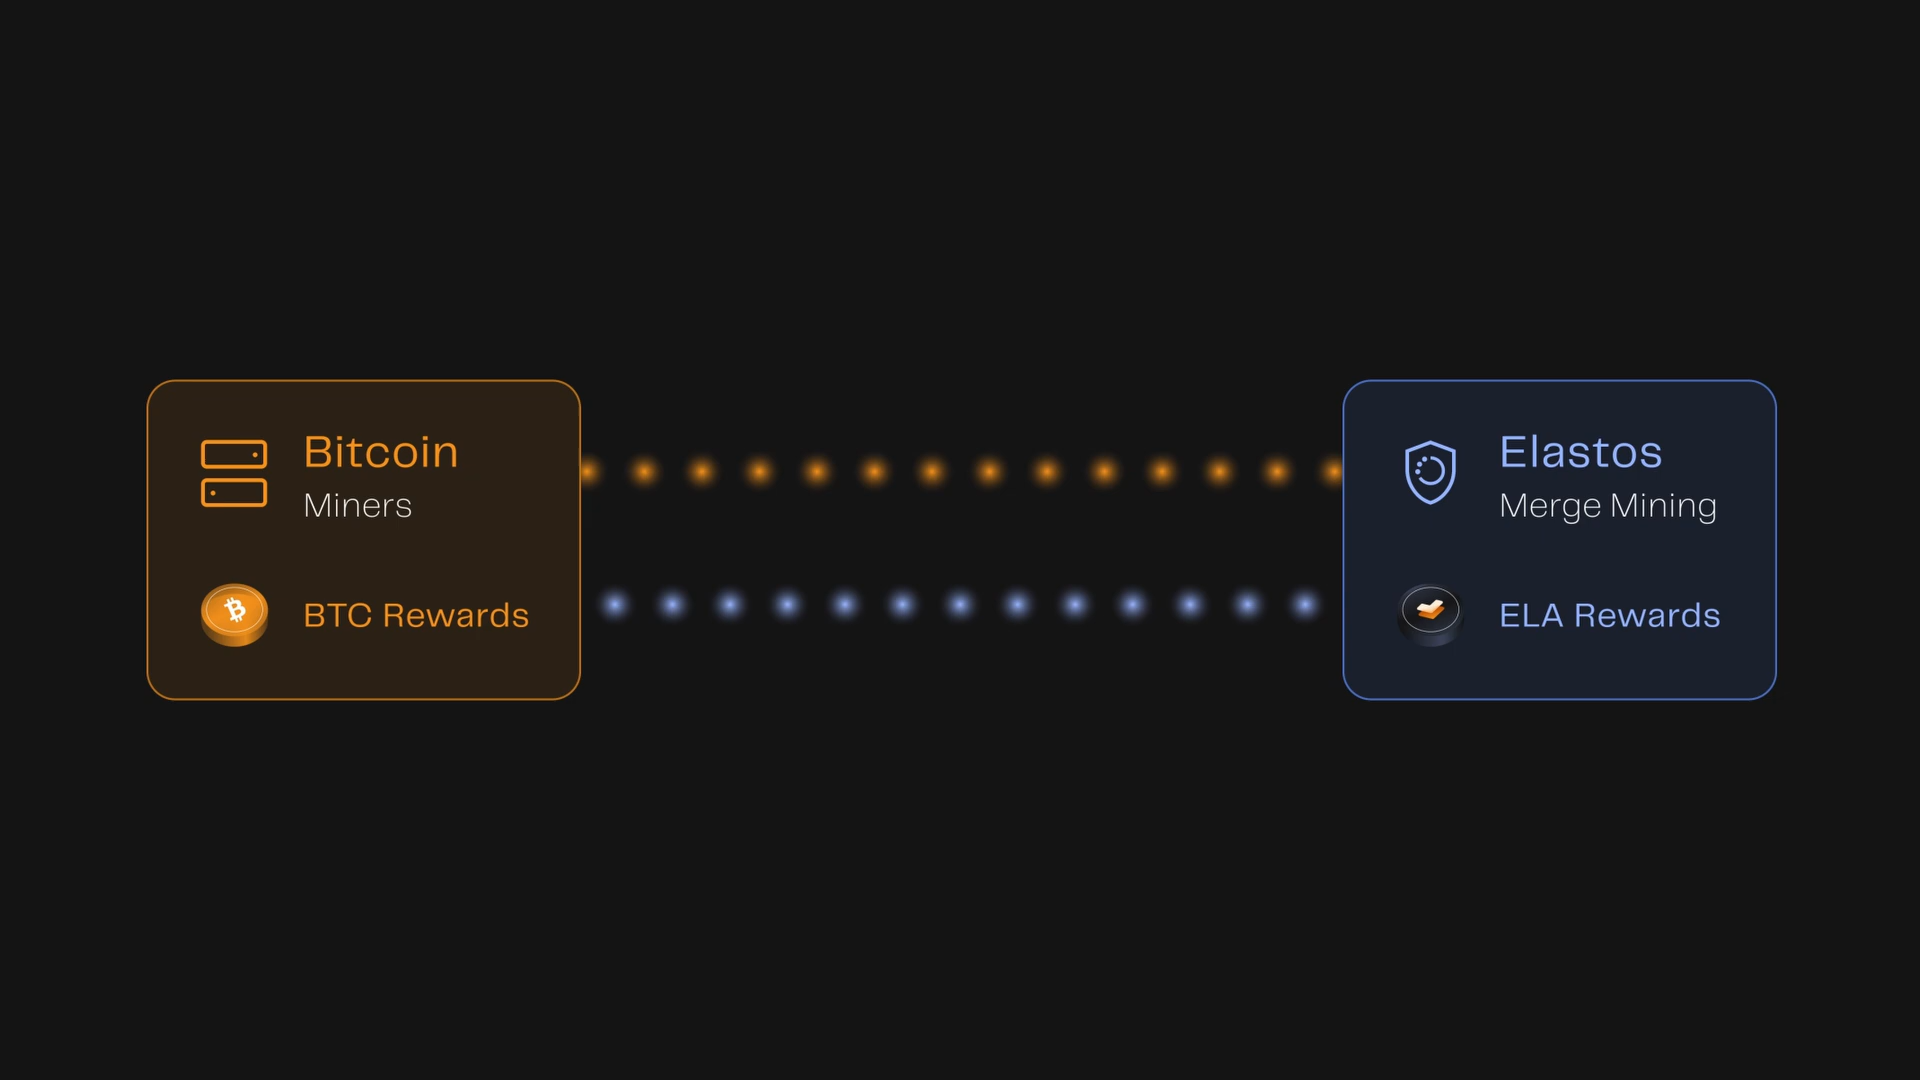 Bitcoin
Miners
BTC Rewards
Elastos
Merge Mining
ELA Rewards